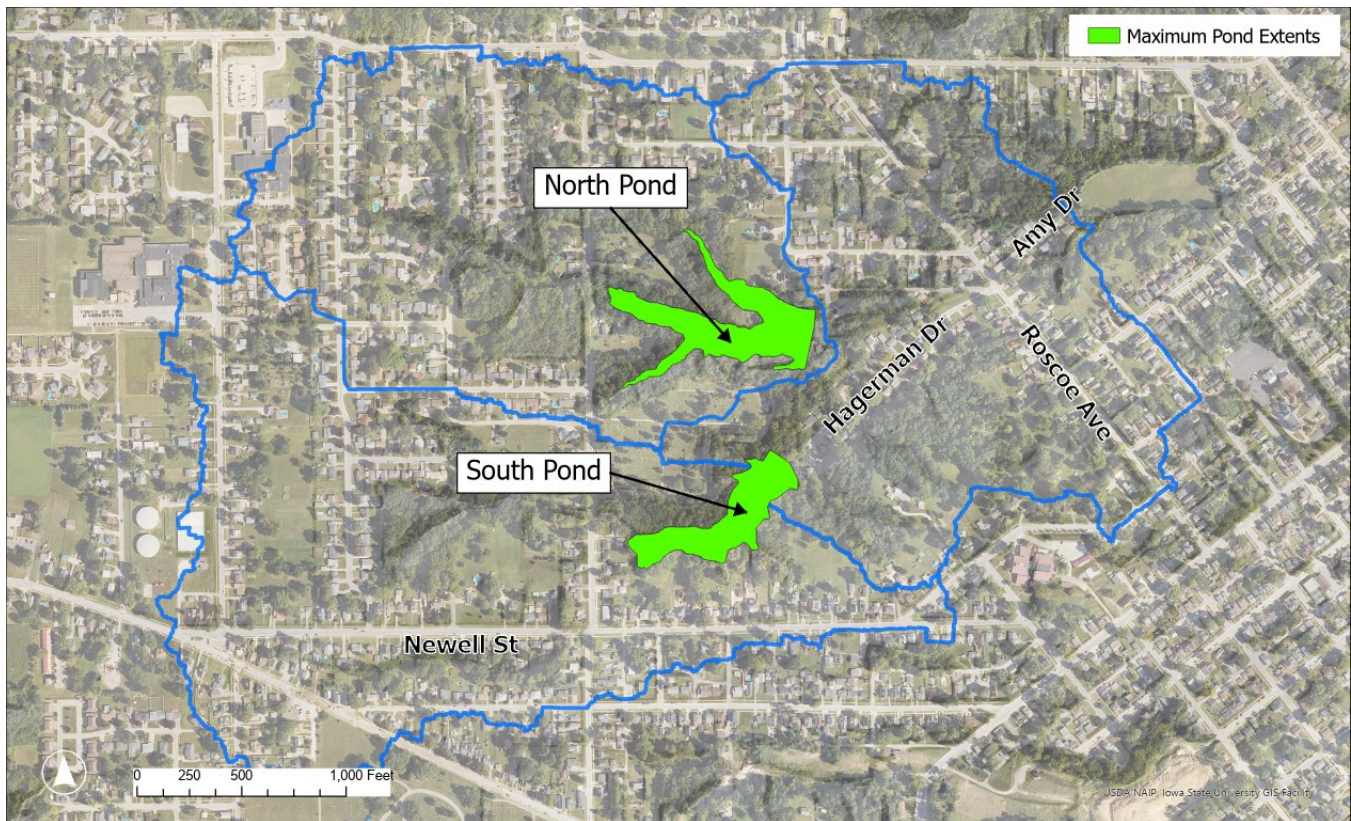 Maximum Pond Extents
North Pond
Amy Dr
Hagerman Dr
Roscoe Ave
South Pond
Newell St
0 250 500 1,000 Feet
USDA NAIP, Iowa State University GIS Facility